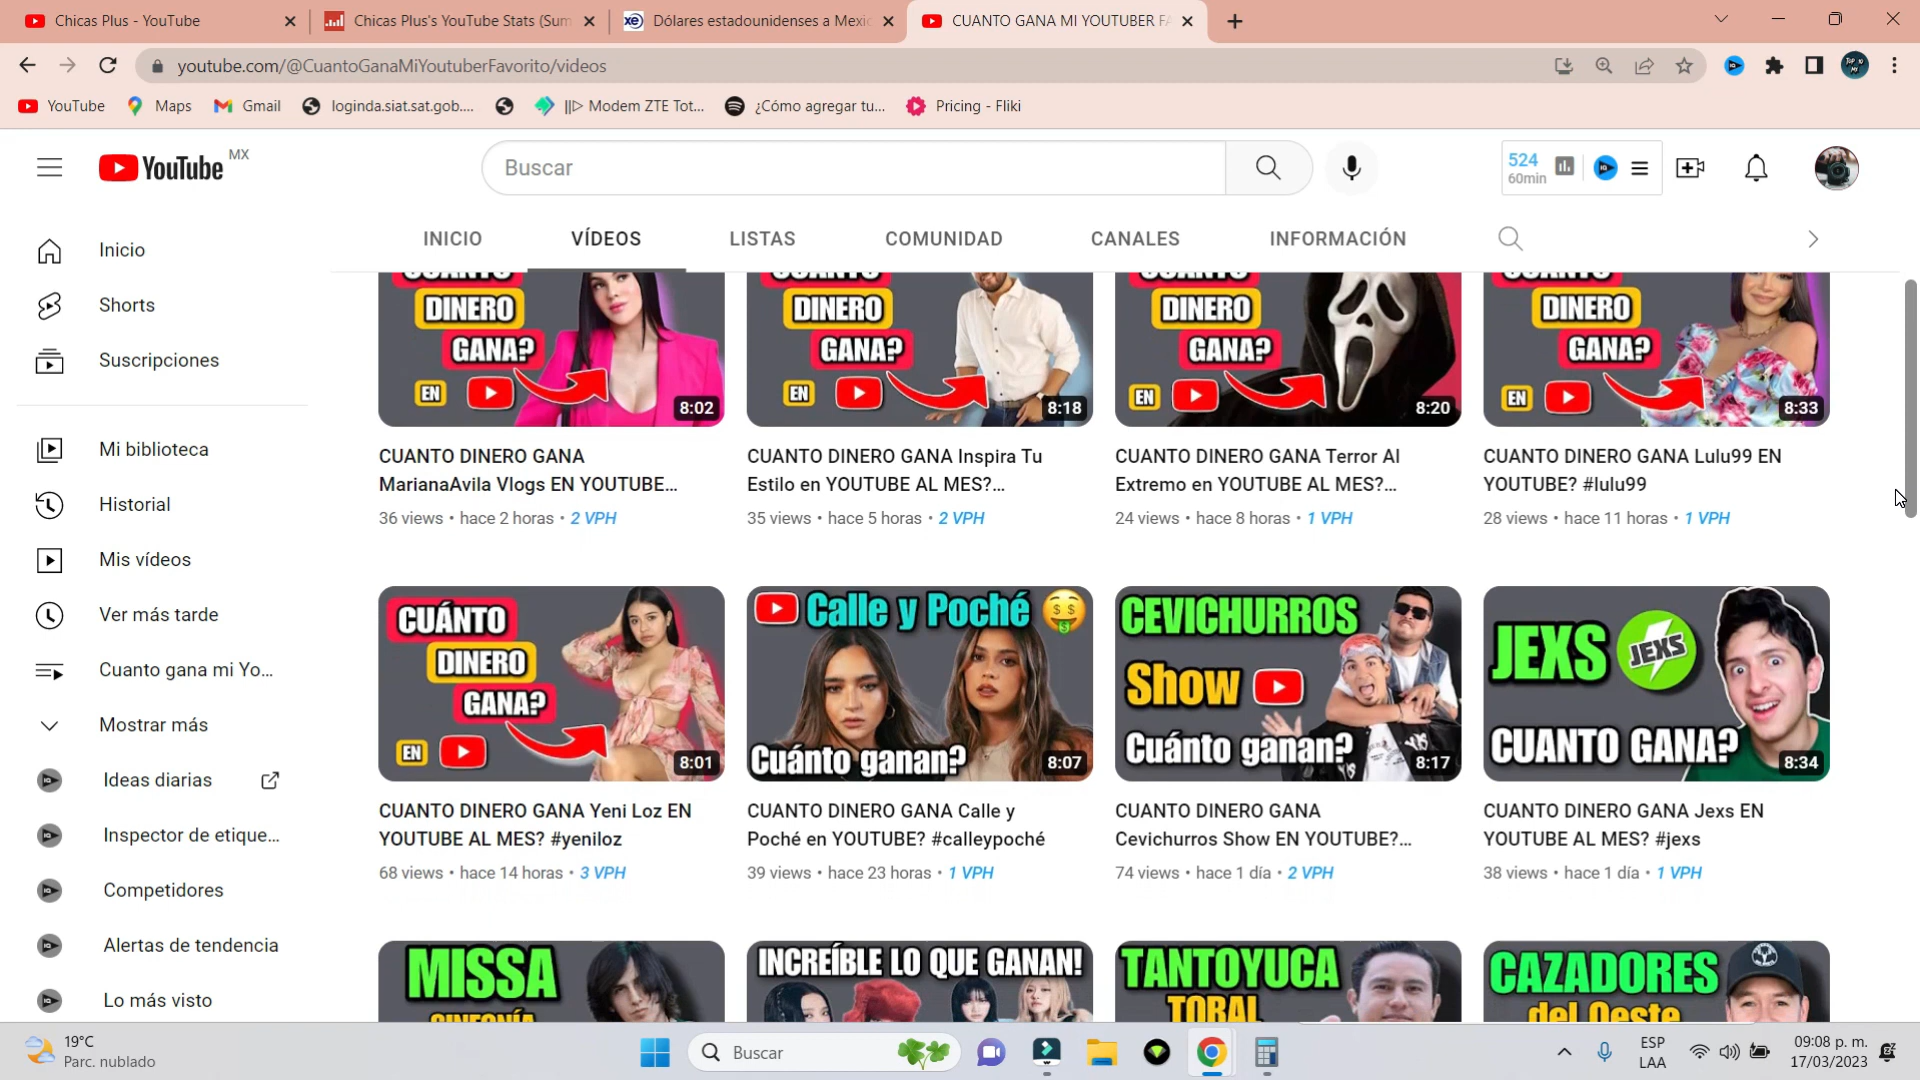 Chicas Plus - YouTube
Chicas Plus's YouTube Stats (Sum
Dólares estadounidenses a Mexic
CUANTO GANA MI YOUTUBER FA
youtube.com/@CuantoGanaMiYoutuberFavorito/videos
YouTube
Maps
Gmail
loginda.siat.sat.gob....
||▷ Modem ZTE Tot...
¿Cómo agregar tu...
Pricing - Fliki
YouTube MX
Buscar
524
60min
INICIO
VÍDEOS
LISTAS
COMUNIDAD
CANALES
INFORMACIÓN
Inicio
Shorts
Suscripciones
Mi biblioteca
Historial
Mis vídeos
Ver más tarde
Cuanto gana mi Yo...
Mostrar más
Ideas diarias
Inspector de etique...
Competidores
Alertas de tendencia
Lo más visto
DINERO
GANA?
EN
8:02
DINERO
GANA?
EN
8:18
DINERO
GANA?
EN
8:20
DINERO
GANA?
EN
8:33
CUANTO DINERO GANA
MarianaAvila Vlogs EN YOUTUBE...
36 views • hace 2 horas • 2 VPH
CUANTO DINERO GANA Inspira Tu
Estilo en YOUTUBE AL MES?...
35 views • hace 5 horas • 2 VPH
CUANTO DINERO GANA Terror Al
Extremo en YOUTUBE AL MES?...
24 views • hace 8 horas • 1 VPH
CUANTO DINERO GANA Lulu99 EN
YOUTUBE? #lulu99
28 views • hace 11 horas • 1 VPH
CUÁNTO
DINERO
GANA?
EN
8:01
Calle y Poché
Cuánto ganan?
8:07
CEVICHURROS
Show
Cuánto ganan?
8:17
JEXS
JEXS
CUANTO GANA?
8:34
CUANTO DINERO GANA Yeni Loz EN
YOUTUBE AL MES? #yeniloz
68 views • hace 14 horas • 3 VPH
CUANTO DINERO GANA Calle y
Poché en YOUTUBE? #calleypoché
39 views • hace 23 horas • 1 VPH
CUANTO DINERO GANA
Cevichurros Show EN YOUTUBE?...
74 views • hace 1 día • 2 VPH
CUANTO DINERO GANA Jexs EN
YOUTUBE AL MES? #jexs
38 views • hace 1 día • 1 VPH
MISSA
SINFONÍA
INCREÍBLE LO QUE GANAN!
TANTOYUCA
TORAL
CAZADORES
del Oeste
19°C
Parc. nublado
Buscar
ESP
LAA
09:08 p. m.
17/03/2023